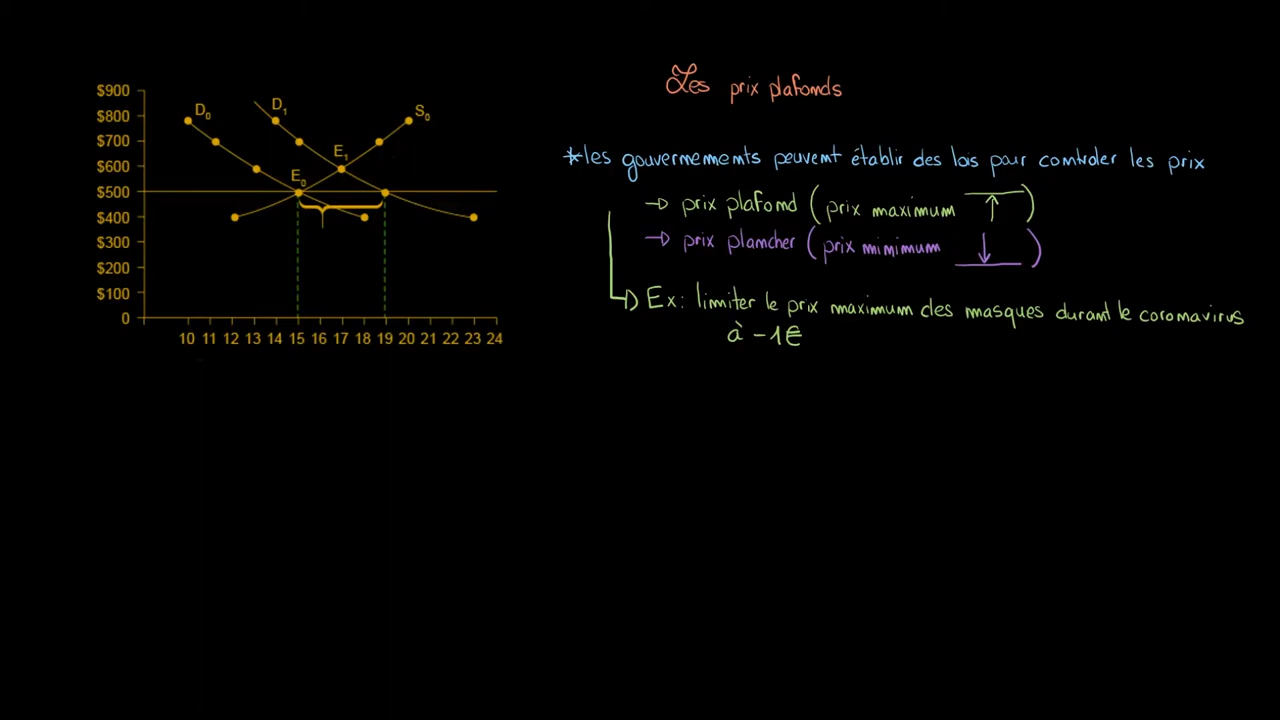 Les prix plafonds
*les gouvernements peuvent établir des lois pour controler les prix
→ prix plafond (prix maximum ↑)
→ prix plancher (prix minimum ↓)
→ Ex: limiter le prix maximum des masques durant le coronavirus
à -1€
$900
$800
$700
$600
$500
$400
$300
$200
$100
0
D0
D1
S0
E1
E0
10 11 12 13 14 15 16 17 18 19 20 21 22 23 24